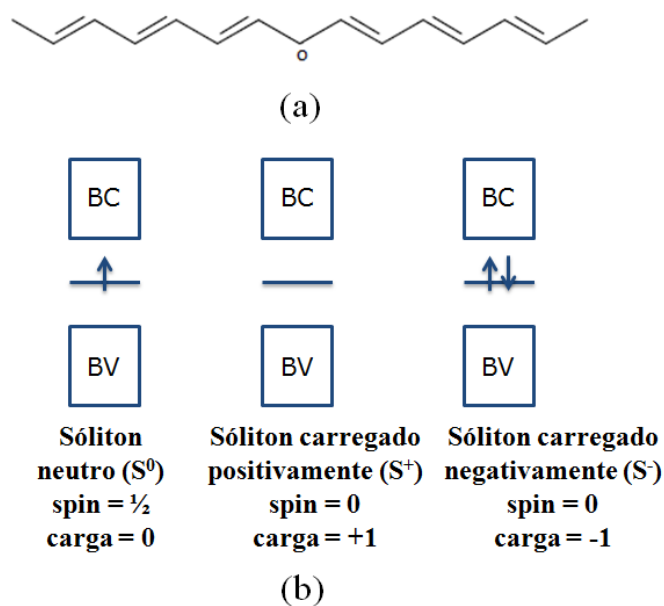 o
(a)
BC BC BC
BV BV BV
Sóliton Sóliton carregado Sóliton carregado
neutro (S⁰) positivamente (S⁺) negativamente (S⁻)
spin = ½ spin = 0 spin = 0
carga = 0 carga = +1 carga = -1
(b)